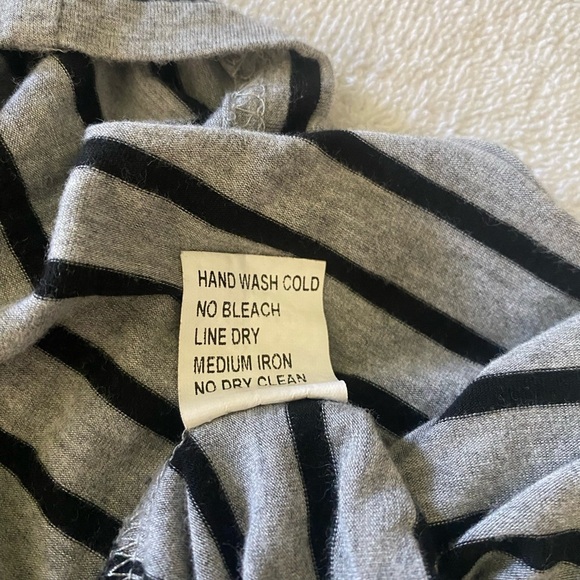 HAND WASH COLD
NO BLEACH
LINE DRY
MEDIUM IRON
NO DRY CLEAN